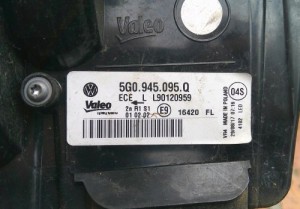 Valeo
5G0.945.095.Q
ECE L L90120959
Valeo
2a R1 S1
01 02 02
E9
16420 FL
MADE IN POLAND
04S